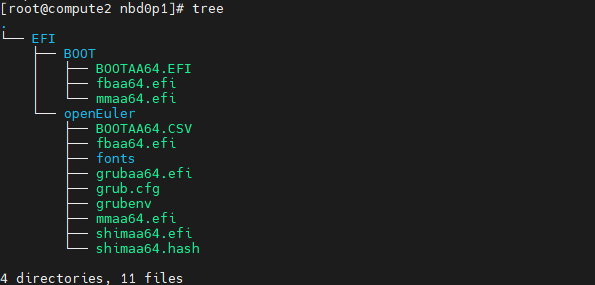 [root@compute2 nbd0p1]# tree
.
└── EFI
    ├── BOOT
    │   ├── BOOTAA64.EFI
    │   ├── fbaa64.efi
    │   └── mmaa64.efi
    └── openEuler
        ├── BOOTAA64.CSV
        ├── fbaa64.efi
        ├── fonts
        ├── grubaa64.efi
        ├── grub.cfg
        ├── grubenv
        ├── mmaa64.efi
        ├── shimaa64.efi
        └── shimaa64.hash
4 directories, 11 files